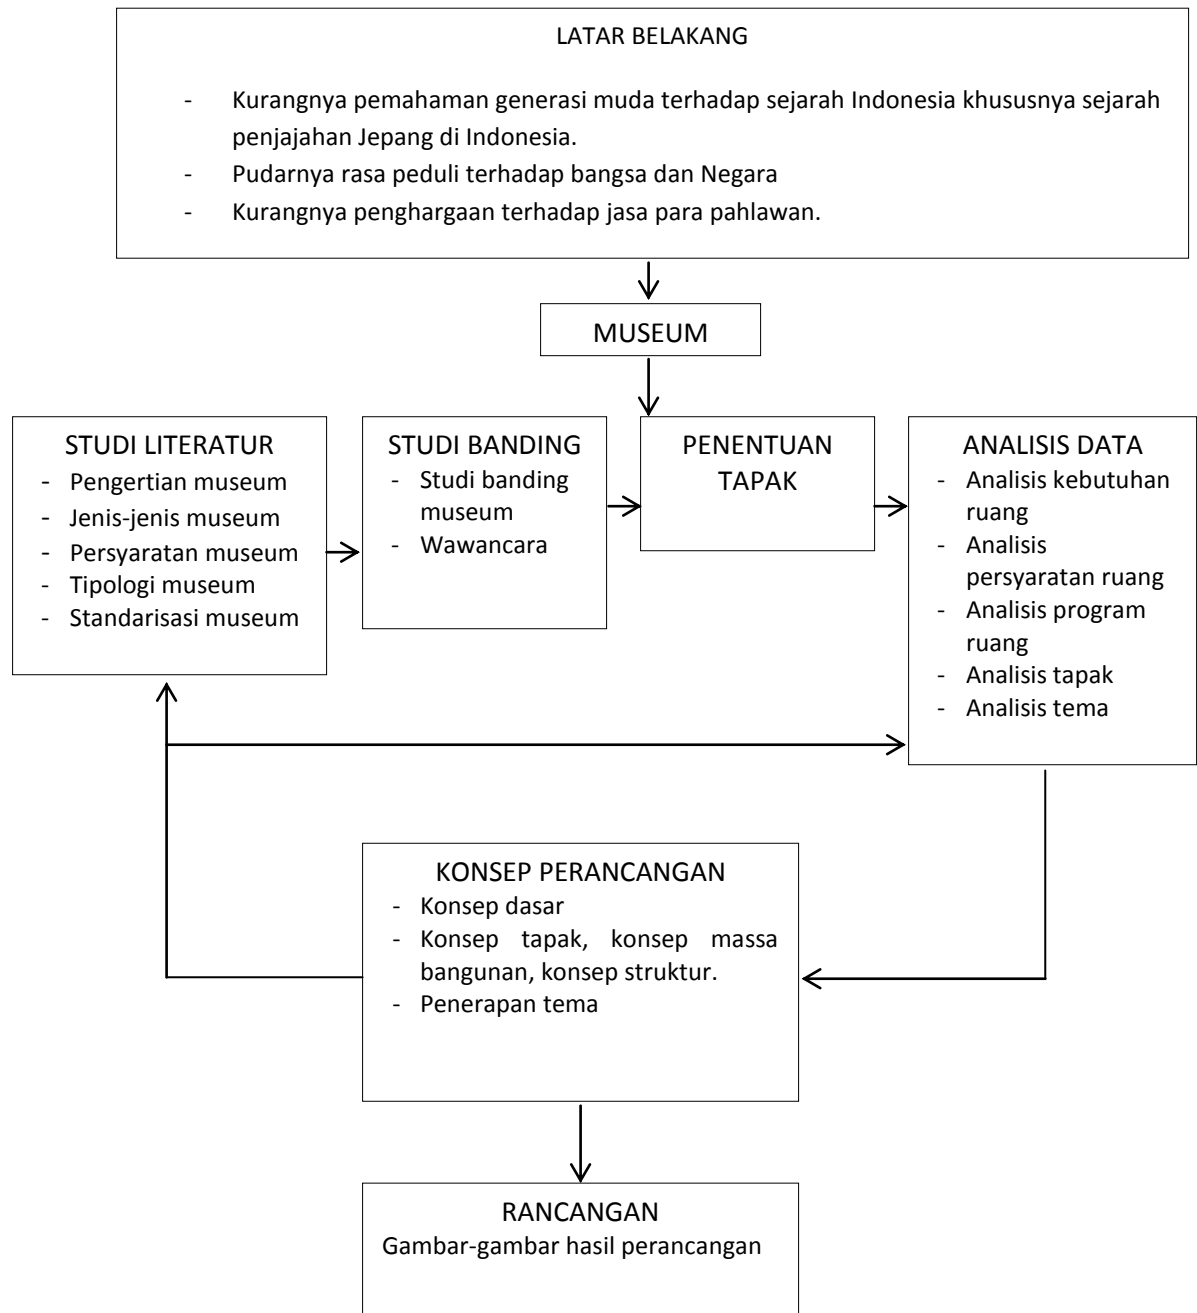 LATAR BELAKANG
- Kurangnya pemahaman generasi muda terhadap sejarah Indonesia khususnya sejarah
penjajahan Jepang di Indonesia.
- Pudarnya rasa peduli terhadap bangsa dan Negara
- Kurangnya penghargaan terhadap jasa para pahlawan.
MUSEUM
STUDI LITERATUR
- Pengertian museum
- Jenis-jenis museum
- Persyaratan museum
- Tipologi museum
- Standarisasi museum
STUDI BANDING
- Studi banding
museum
- Wawancara
PENENTUAN
TAPAK
ANALISIS DATA
- Analisis kebutuhan
ruang
- Analisis
persyaratan ruang
- Analisis program
ruang
- Analisis tapak
- Analisis tema
KONSEP PERANCANGAN
- Konsep dasar
- Konsep tapak, konsep massa
bangunan, konsep struktur.
- Penerapan tema
RANCANGAN
Gambar-gambar hasil perancangan